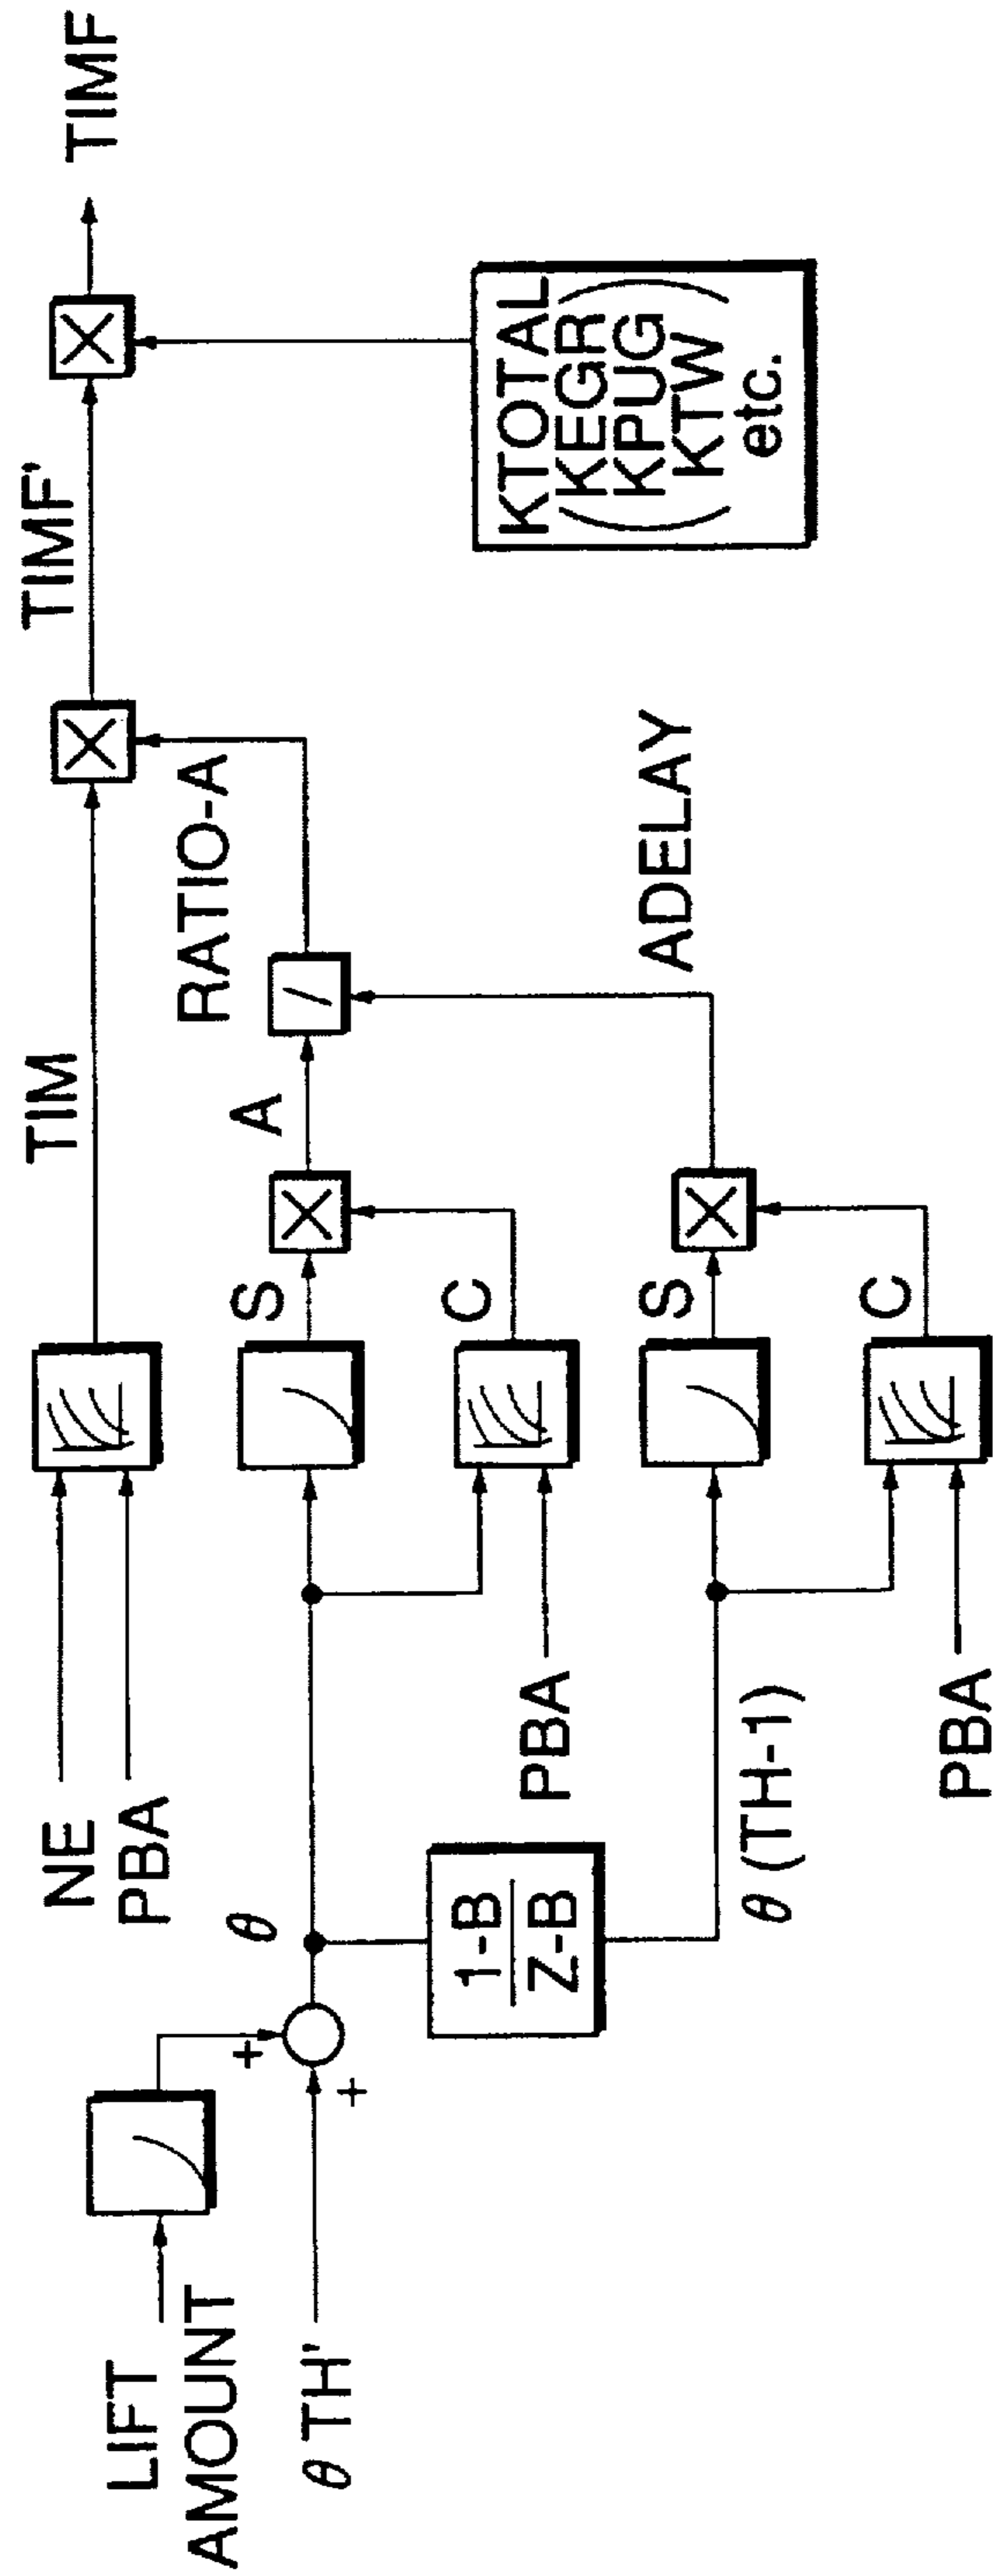 LIFT
AMOUNT
θ TH'
+
+
θ
NE
PBA
1-B
Z-B
θ (TH-1)
PBA
PBA
TIM
S
C
S
C
A
RATIO-A
/
ADELAY
TIMF'
KTOTAL
(KEGR
KPUG
KTW)
etc.
TIMF